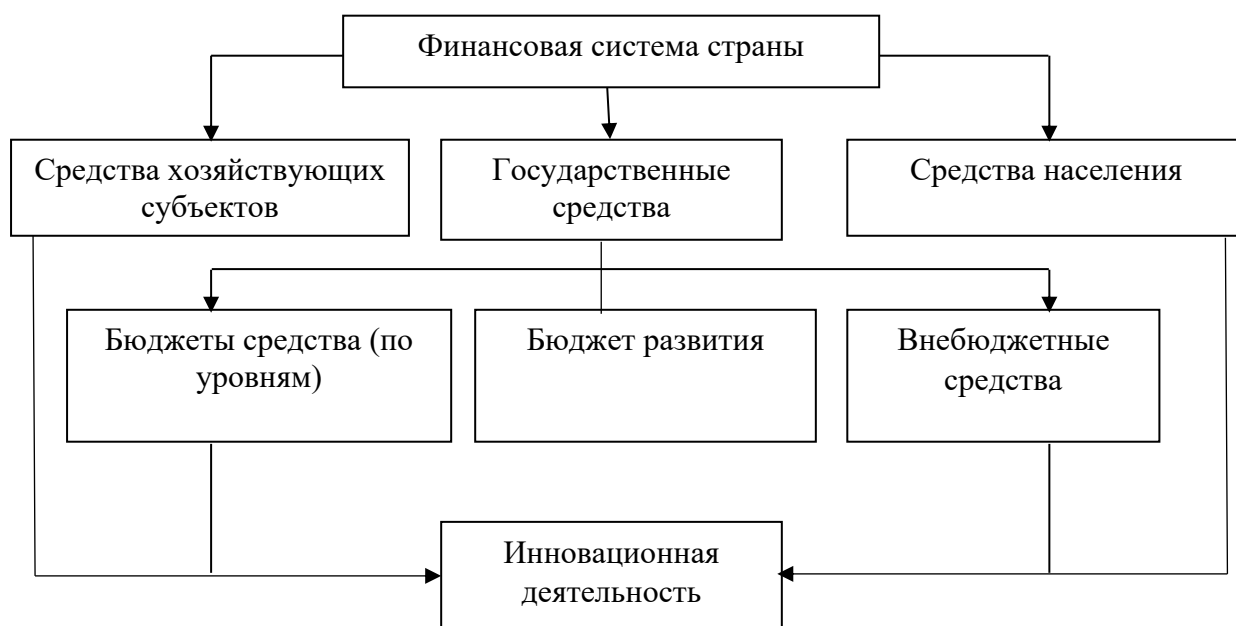 Финансовая система страны
Средства хозяйствующих
субъектов
Государственные
средства
Средства населения
Бюджеты средства (по
уровням)
Бюджет развития
Внебюджетные
средства
Инновационная
деятельность